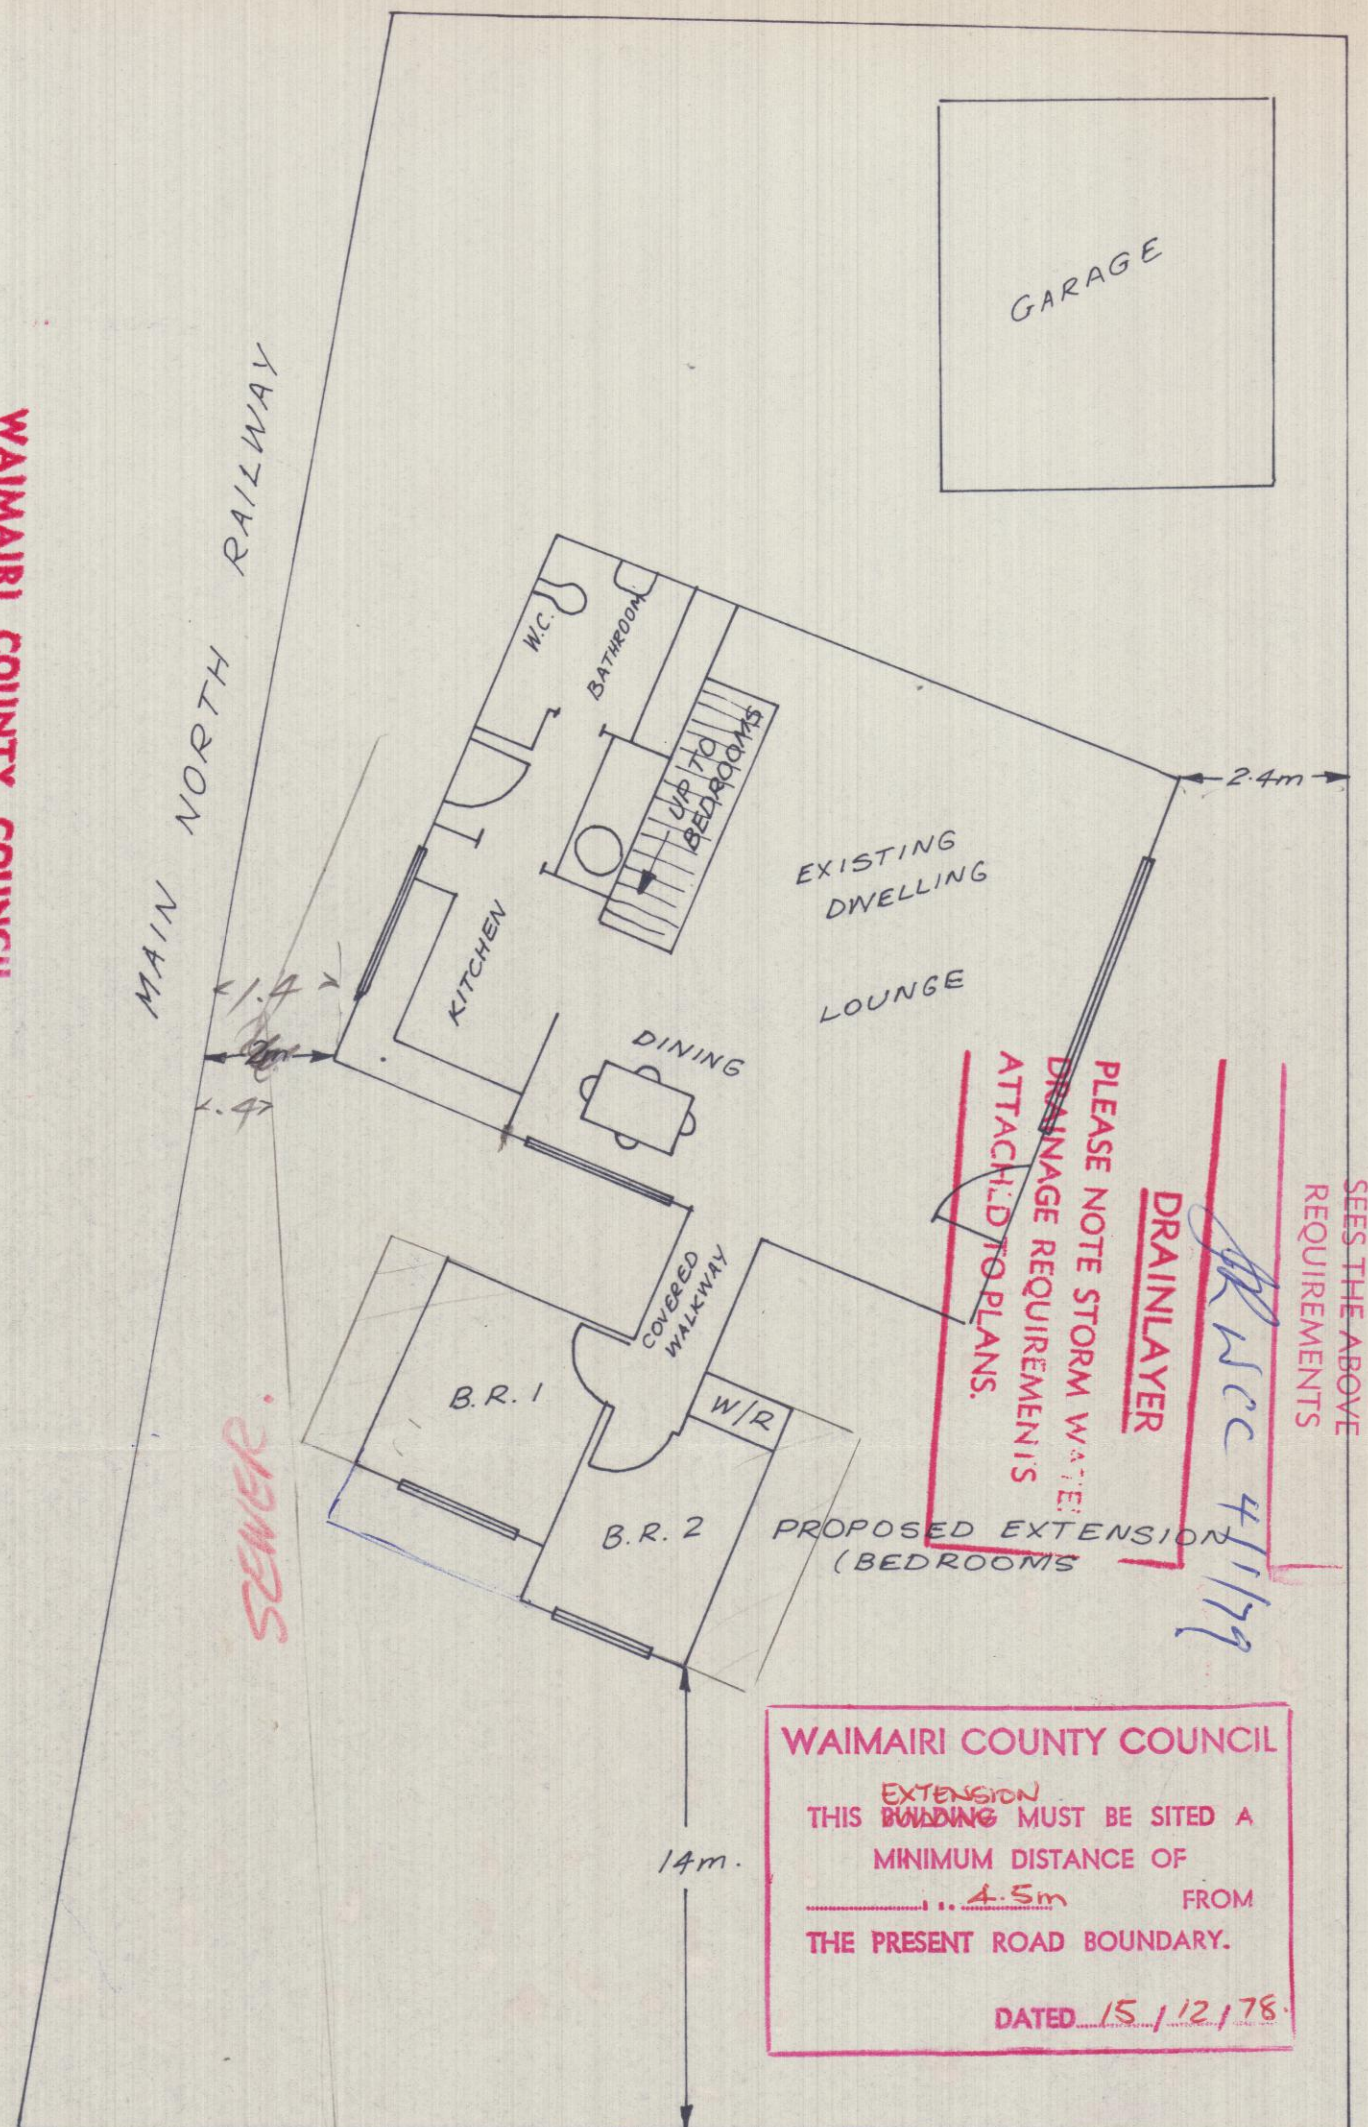 GARAGE
MAIN NORTH RAILWAY
WAIMAIRI COUNTY COUNCIL
W.C.
BATHROOM
UP TO
BEDROOMS
2.4m
EXISTING
DWELLING
KITCHEN
LOUNGE
1.4
2m
.4
DINING
SEES THE ABOVE
REQUIREMENTS
WCC 4/1/79
DRAINLAYER
PLEASE NOTE STORM WATE
DRAINAGE REQUIREMENTS
ATTACHED TO PLANS.
COVERED
WALKWAY
B.R. 1
W/R
B.R. 2
PROPOSED EXTENSION
(BEDROOMS
SEWER.
14m.
WAIMAIRI COUNTY COUNCIL
EXTENSION
THIS BUILDING MUST BE SITED A
MINIMUM DISTANCE OF
4.5m FROM
THE PRESENT ROAD BOUNDARY.
DATED 15/12/78.